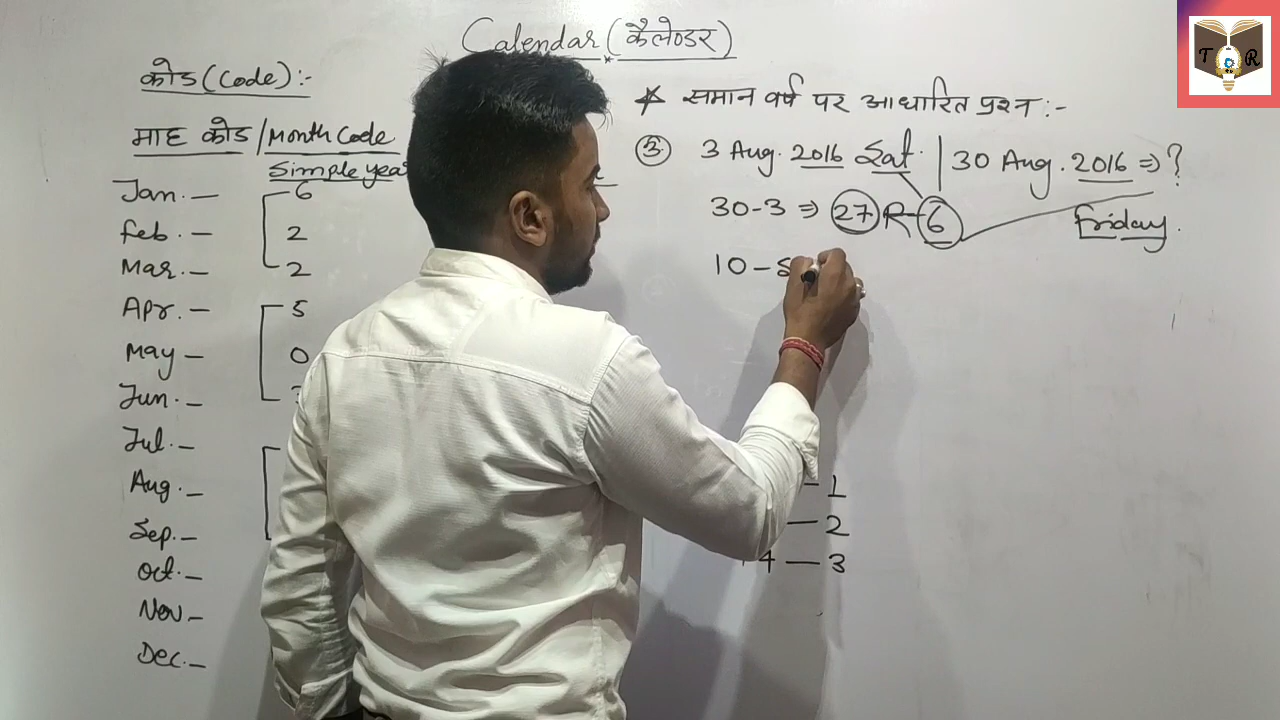 Calendar (कैलेण्डर)
कोड (Code):-
माह कोड / Month Code
Simple year
Jan. — 6
feb. — 2
Mar. — 2
Apr. — 5
May — 0
Jun. —
Jul. —
Aug. —
Sep. —
Oct. —
Nov —
Dec. —
★ समान वर्ष पर आधारित प्रश्न :-
③ 3 Aug. 2016 Sat. | 30 Aug. 2016 ⇒ ?
30-3 ⇒ 27 R-6 Friday.
10 - S
— 1
— 2
4 — 3
T R